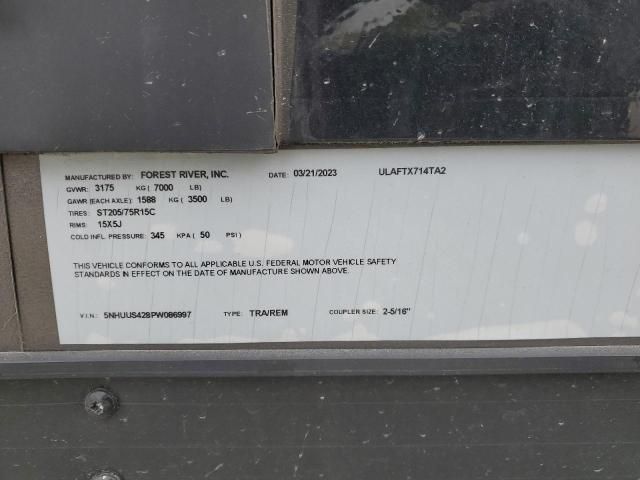 MANUFACTURED BY: FOREST RIVER, INC. DATE: 03/21/2023 ULAFTX714TA2
GVWR: 3175 KG ( 7000 LB)
GAWR (EACH AXLE): 1588 KG ( 3500 LB)
TIRES: ST205/75R15C
RIMS: 15X5J
COLD INFL. PRESSURE: 345 KPA ( 50 PSI )
THIS VEHICLE CONFORMS TO ALL APPLICABLE U.S. FEDERAL MOTOR VEHICLE SAFETY
STANDARDS IN EFFECT ON THE DATE OF MANUFACTURE SHOWN ABOVE.
V.I.N.: 5NHUUS428PW086997 TYPE: TRA/REM COUPLER SIZE: 2-5/16"